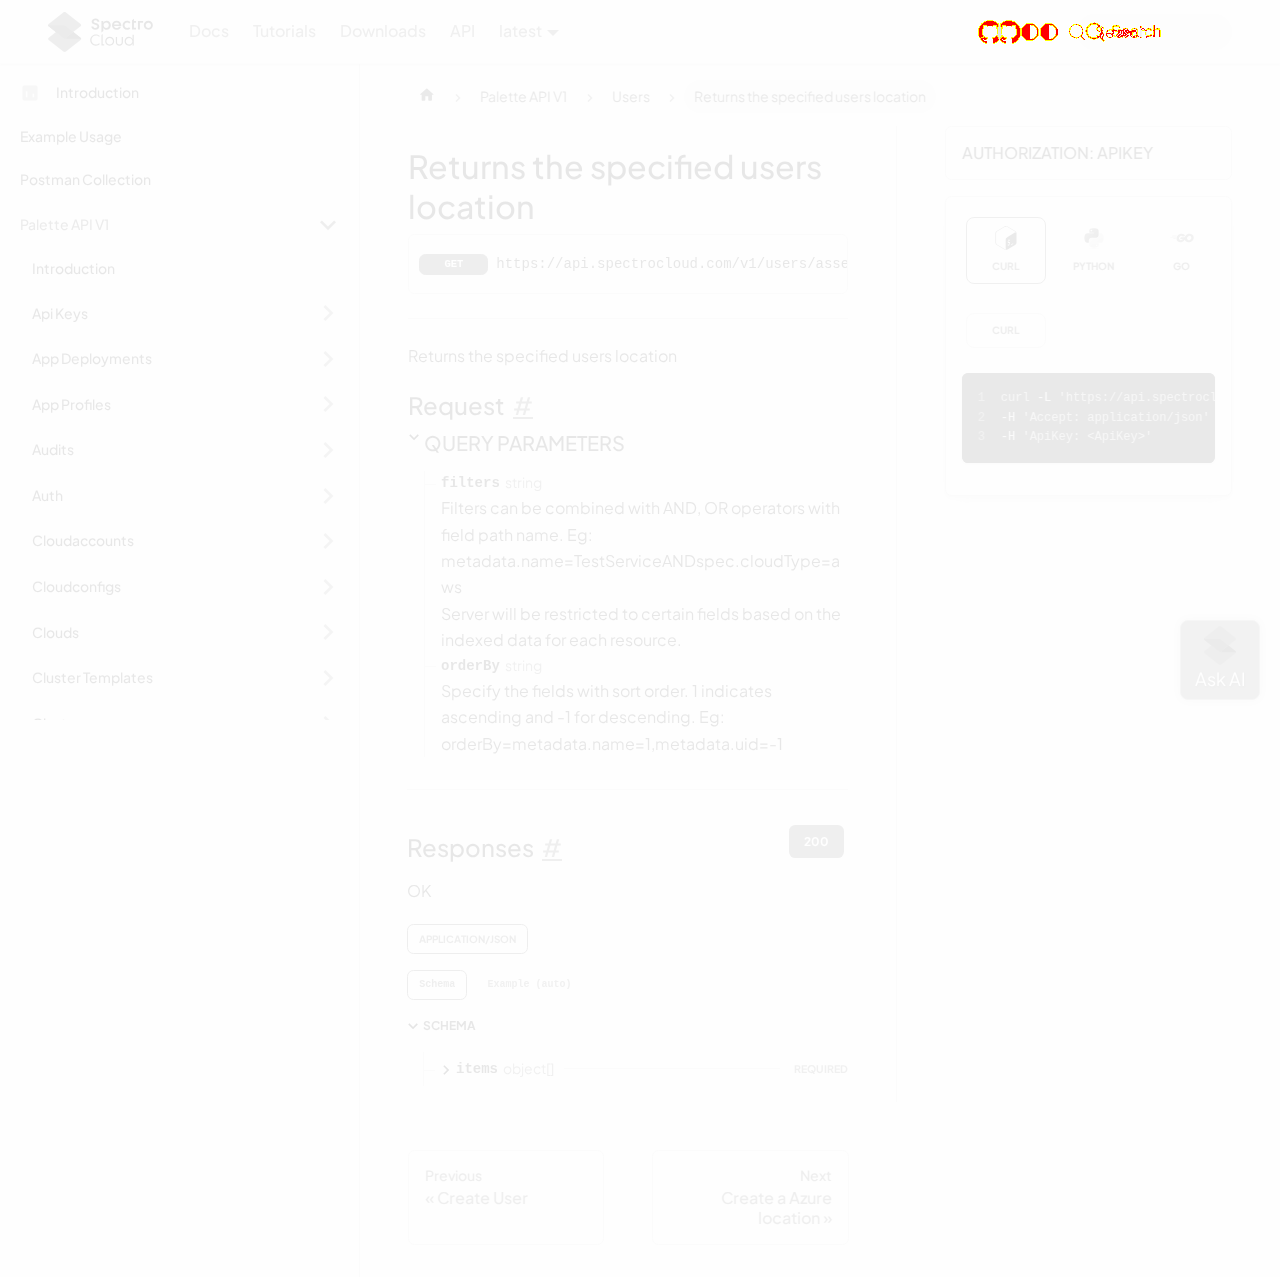 Spectro
Cloud
Docs
Tutorials
Downloads
API
latest
Introduction
Example Usage
Postman Collection
Palette API V1
Introduction
Api Keys
App Deployments
App Profiles
Audits
Auth
Cloudaccounts
Cloudconfigs
Clouds
Cluster Templates
Palette API V1
Users
Returns the specified users location
Returns the specified users
location
GET
https://api.spectrocloud.com/v1/users/asse
Returns the specified users location
Request #
QUERY PARAMETERS
filters string
Filters can be combined with AND, OR operators with
field path name. Eg:
metadata.name=TestServiceANDspec.cloudType=a
ws
Server will be restricted to certain fields based on the
indexed data for each resource.
orderBy string
Specify the fields with sort order. 1 indicates
ascending and -1 for descending. Eg:
orderBy=metadata.name=1,metadata.uid=-1
Responses #
200
OK
APPLICATION/JSON
Schema
Example (auto)
SCHEMA
items object[]
REQUIRED
Previous
« Create User
Next
Create a Azure
location »
AUTHORIZATION: APIKEY
CURL
PYTHON
GO
GO
CURL
1 curl -L 'https://api.spectrocl
2 -H 'Accept: application/json'
3 -H 'ApiKey: <ApiKey>'
Ask AI